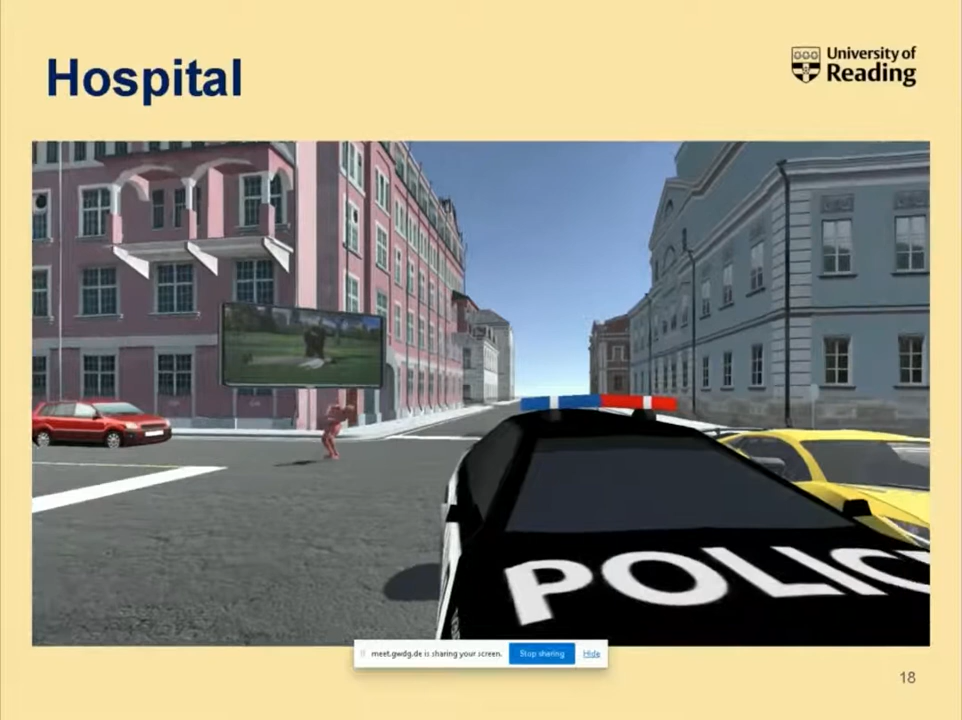 Hospital
University of
Reading
POLIC
meet.gwdg.de is sharing your screen. Stop sharing Hide
18